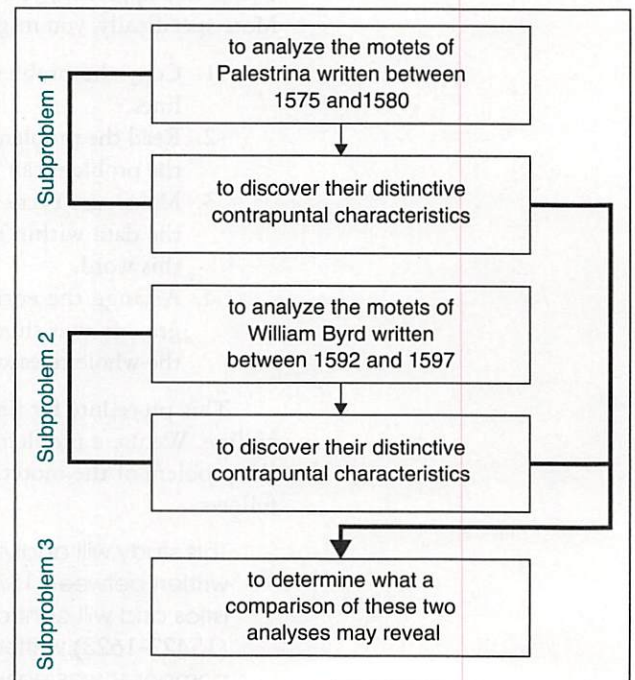 Subproblem 1
to analyze the motets of
Palestrina written between
1575 and1580
to discover their distinctive
contrapuntal characteristics
Subproblem 2
to analyze the motets of
William Byrd written
between 1592 and 1597
to discover their distinctive
contrapuntal characteristics
Subproblem 3
to determine what a
comparison of these two
analyses may reveal